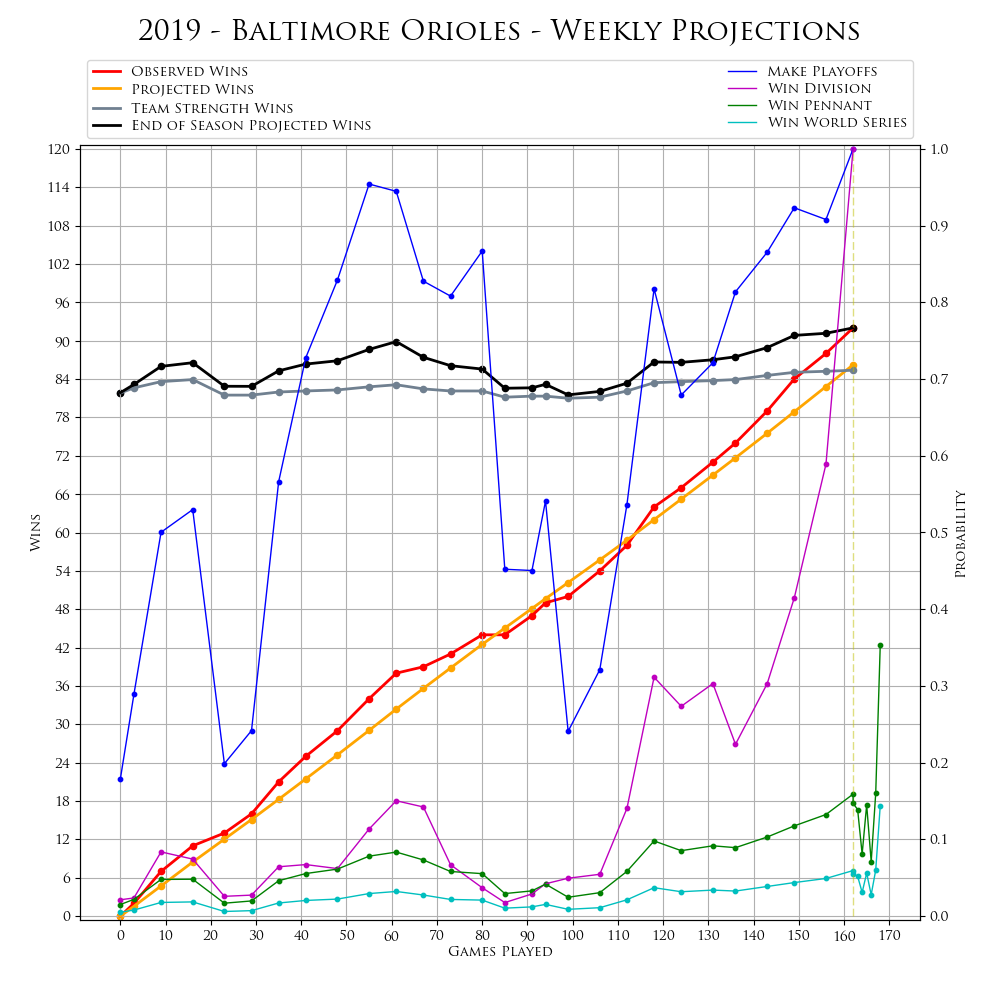 2019 - Baltimore Orioles - Weekly Projections
Observed Wins
Projected Wins
Team Strength Wins
End of Season Projected Wins
Make Playoffs
Win Division
Win Pennant
Win World Series
120
114
108
102
96
90
84
78
72
66
60
54
48
42
36
30
24
18
12
6
0
Wins
1.0
0.9
0.8
0.7
0.6
0.5
0.4
0.3
0.2
0.1
0.0
Probability
0 10 20 30 40 50 60 70 80 90 100 110 120 130 140 150 160 170
Games Played